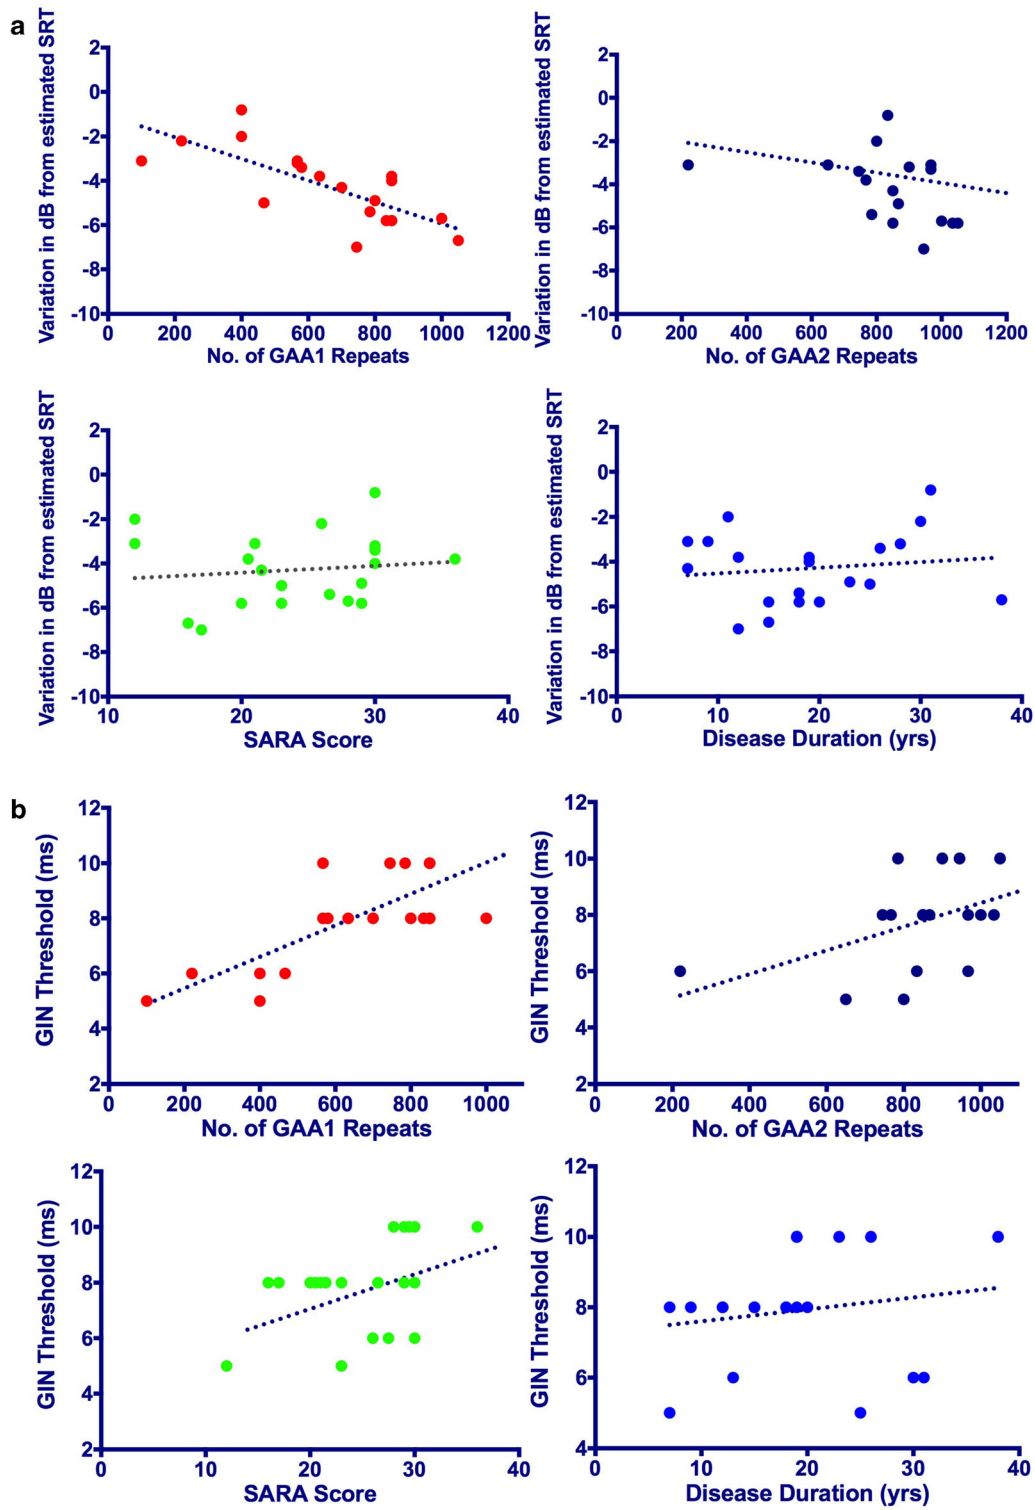 a
Variation in dB from estimated SRT
2
0
-2
-4
-6
-8
-10
0 200 400 600 800 1000 1200
No. of GAA1 Repeats
Variation in dB from estimated SRT
2
0
-2
-4
-6
-8
-10
0 200 400 600 800 1000 1200
No. of GAA2 Repeats
Variation in dB from estimated SRT
2
0
-2
-4
-6
-8
-10
10 20 30 40
SARA Score
Variation in dB from estimated SRT
2
0
-2
-4
-6
-8
-10
0 10 20 30 40
Disease Duration (yrs)
b
GIN Threshold (ms)
12
10
8
6
4
2
0 200 400 600 800 1000
No. of GAA1 Repeats
GIN Threshold (ms)
12
10
8
6
4
2
0 200 400 600 800 1000
No. of GAA2 Repeats
GIN Threshold (ms)
12
10
8
6
4
2
0 10 20 30 40
SARA Score
GIN Threshold (ms)
12
10
8
6
4
0 10 20 30 40
Disease Duration (yrs)